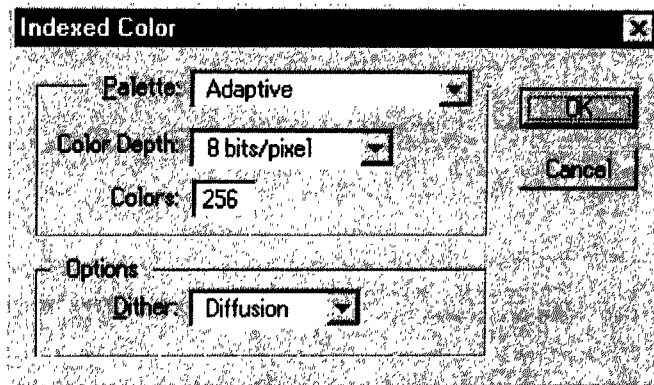 Indexed Color
Palette: Adaptive
OK
Color Depth: 8 bits/pixel
Cancel
Colors: 256
Options
Dither: Diffusion